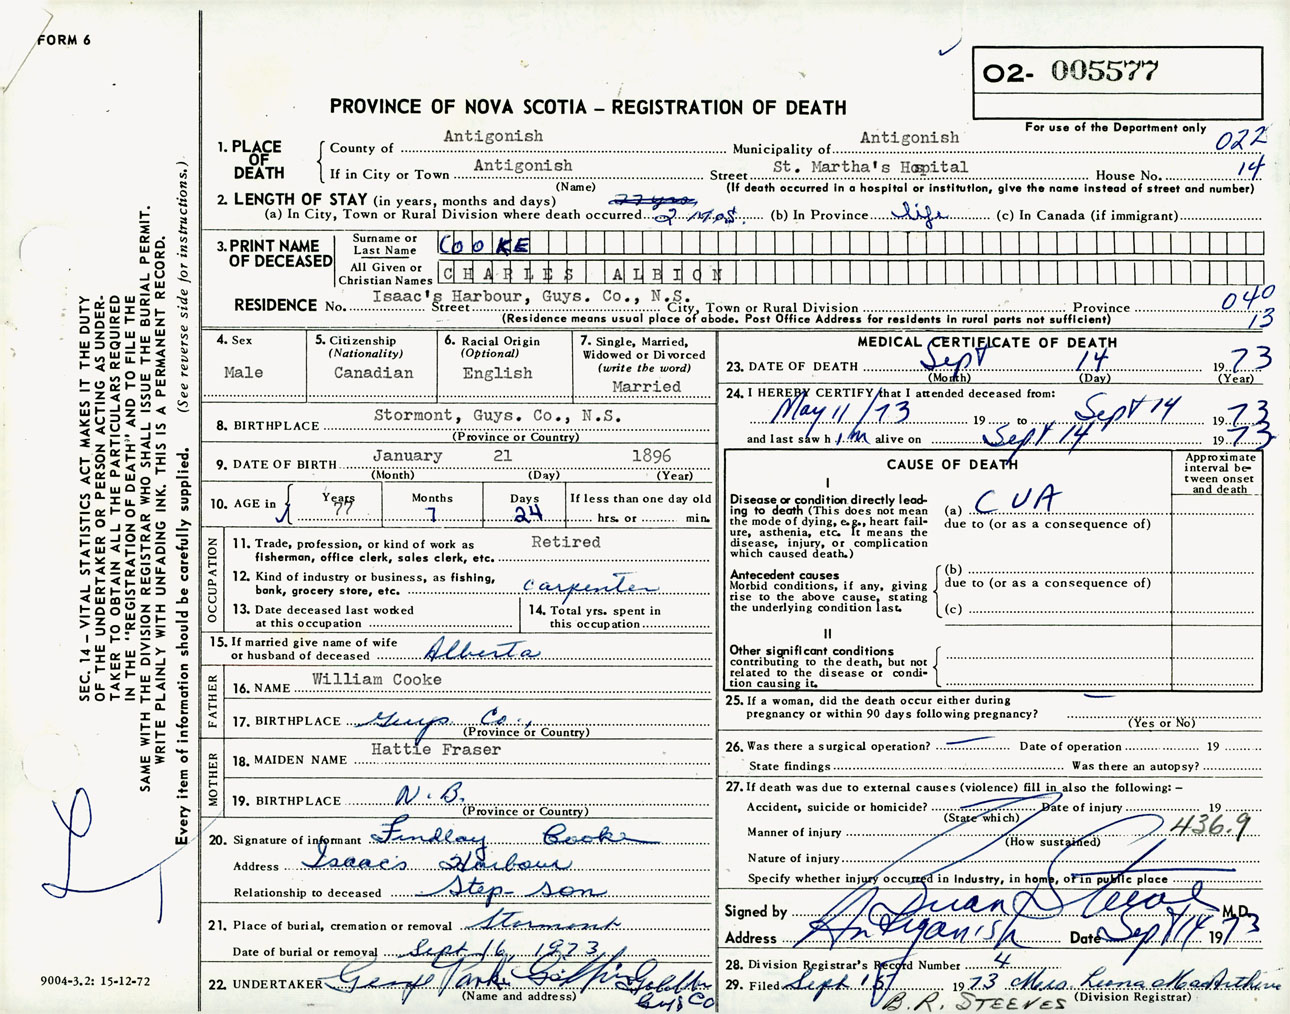 FORM 6
O2- 005577
PROVINCE OF NOVA SCOTIA – REGISTRATION OF DEATH
For use of the Department only
022
14
1. PLACE OF DEATH
County of Antigonish Municipality of Antigonish
If in City or Town Antigonish Street St. Martha's Hospital House No.
(Name) (If death occurred in a hospital or institution, give the name instead of street and number)
2. LENGTH OF STAY (in years, months and days) 77 yrs.
(a) In City, Town or Rural Division where death occurred 2 mos. (b) In Province life (c) In Canada (if immigrant)
3. PRINT NAME OF DECEASED
Surname or Last Name COOKE
All Given or Christian Names CHARLES ALBION
RESIDENCE No. Isaac's Harbour, Guys. Co., N.S. Street City, Town or Rural Division Province
(Residence means usual place of abode. Post Office Address for residents in rural parts not sufficient)
040
13
4. Sex
Male
5. Citizenship (Nationality)
Canadian
6. Racial Origin (Optional)
English
7. Single, Married, Widowed or Divorced (write the word)
Married
8. BIRTHPLACE Stormont, Guys. Co., N.S.
(Province or Country)
9. DATE OF BIRTH January 21 1896
(Month) (Day) (Year)
10. AGE in Years 77 Months 7 Days 24 If less than one day old
hrs. or min.
OCCUPATION
11. Trade, profession, or kind of work as fisherman, office clerk, sales clerk, etc. Retired
12. Kind of industry or business, as fishing, bank, grocery store, etc. carpenter
13. Date deceased last worked at this occupation
14. Total yrs. spent in this occupation
15. If married give name of wife or husband of deceased Alberta
FATHER
16. NAME William Cooke
17. BIRTHPLACE Guys Co.,
(Province or Country)
MOTHER
18. MAIDEN NAME Hattie Fraser
19. BIRTHPLACE N.B.
(Province or Country)
20. Signature of informant Findlay Cooke
Address Isaac's Harbour
Relationship to deceased Step-son
21. Place of burial, cremation or removal Stormont
Date of burial or removal Sept 16, 1973
22. UNDERTAKER George
(Name and address)
Guys Co
MEDICAL CERTIFICATE OF DEATH
23. DATE OF DEATH Sept 14 1973
(Month) (Day) (Year)
24. I HEREBY CERTIFY that I attended deceased from:
May 11/73 19 to Sept 14 1973
and last saw him alive on Sept 14 1973
CAUSE OF DEATH
Approximate interval between onset and death
I
Disease or condition directly leading to death (This does not mean the mode of dying, e.g., heart failure, asthenia, etc. It means the disease, injury, or complication which caused death.)
(a) CVA
due to (or as a consequence of)
Antecedent causes
Morbid conditions, if any, giving rise to the above cause, stating the underlying condition last.
(b)
due to (or as a consequence of)
(c)
II
Other significant conditions contributing to the death, but not related to the disease or condition causing it.
25. If a woman, did the death occur either during pregnancy or within 90 days following pregnancy? –
(Yes or No)
26. Was there a surgical operation? – Date of operation 19
State findings Was there an autopsy?
27. If death was due to external causes (violence) fill in also the following: –
Accident, suicide or homicide? – Date of injury 19
(State which)
Manner of injury 436.9
(How sustained)
Nature of injury
Specify whether injury occurred in Industry, in home, or in public place
Signed by M.D.
Address Antigonish Date Sept 14 1973
28. Division Registrar's Record Number 4
29. Filed Sept 15 1973 Mrs. Leona MacArthur
(Division Registrar)
B.R. STEEVES
SEC. 14 – VITAL STATISTICS ACT MAKES IT THE DUTY
OF THE UNDERTAKER OR PERSON ACTING AS UNDERTAKER
TO OBTAIN ALL THE PARTICULARS REQUIRED
IN THE "REGISTRATION OF DEATH" AND TO FILE THE
SAME WITH THE DIVISION REGISTRAR WHO SHALL ISSUE THE BURIAL PERMIT.
WRITE PLAINLY WITH UNFADING INK. THIS IS A PERMANENT RECORD.
Every item of information should be carefully supplied. (See reverse side for instructions.)
9004-3.2: 15-12-72